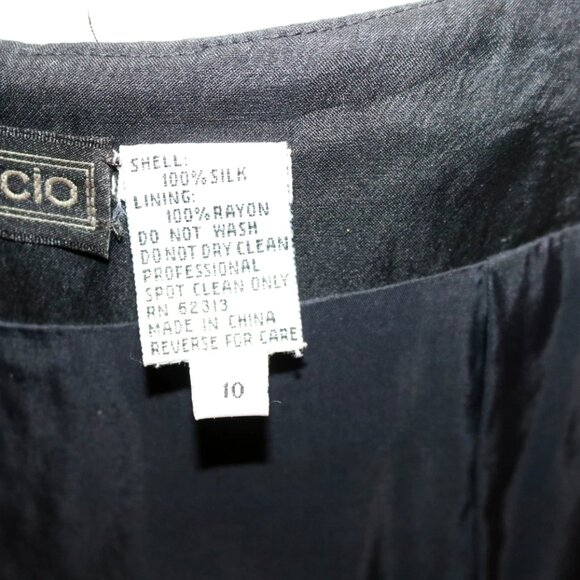 cio
SHELL:
100% SILK
LINING:
100% RAYON
DO NOT WASH
DO NOT DRY CLEAN
PROFESSIONAL
SPOT CLEAN ONLY
RN 62313
MADE IN CHINA
REVERSE FOR CARE
10